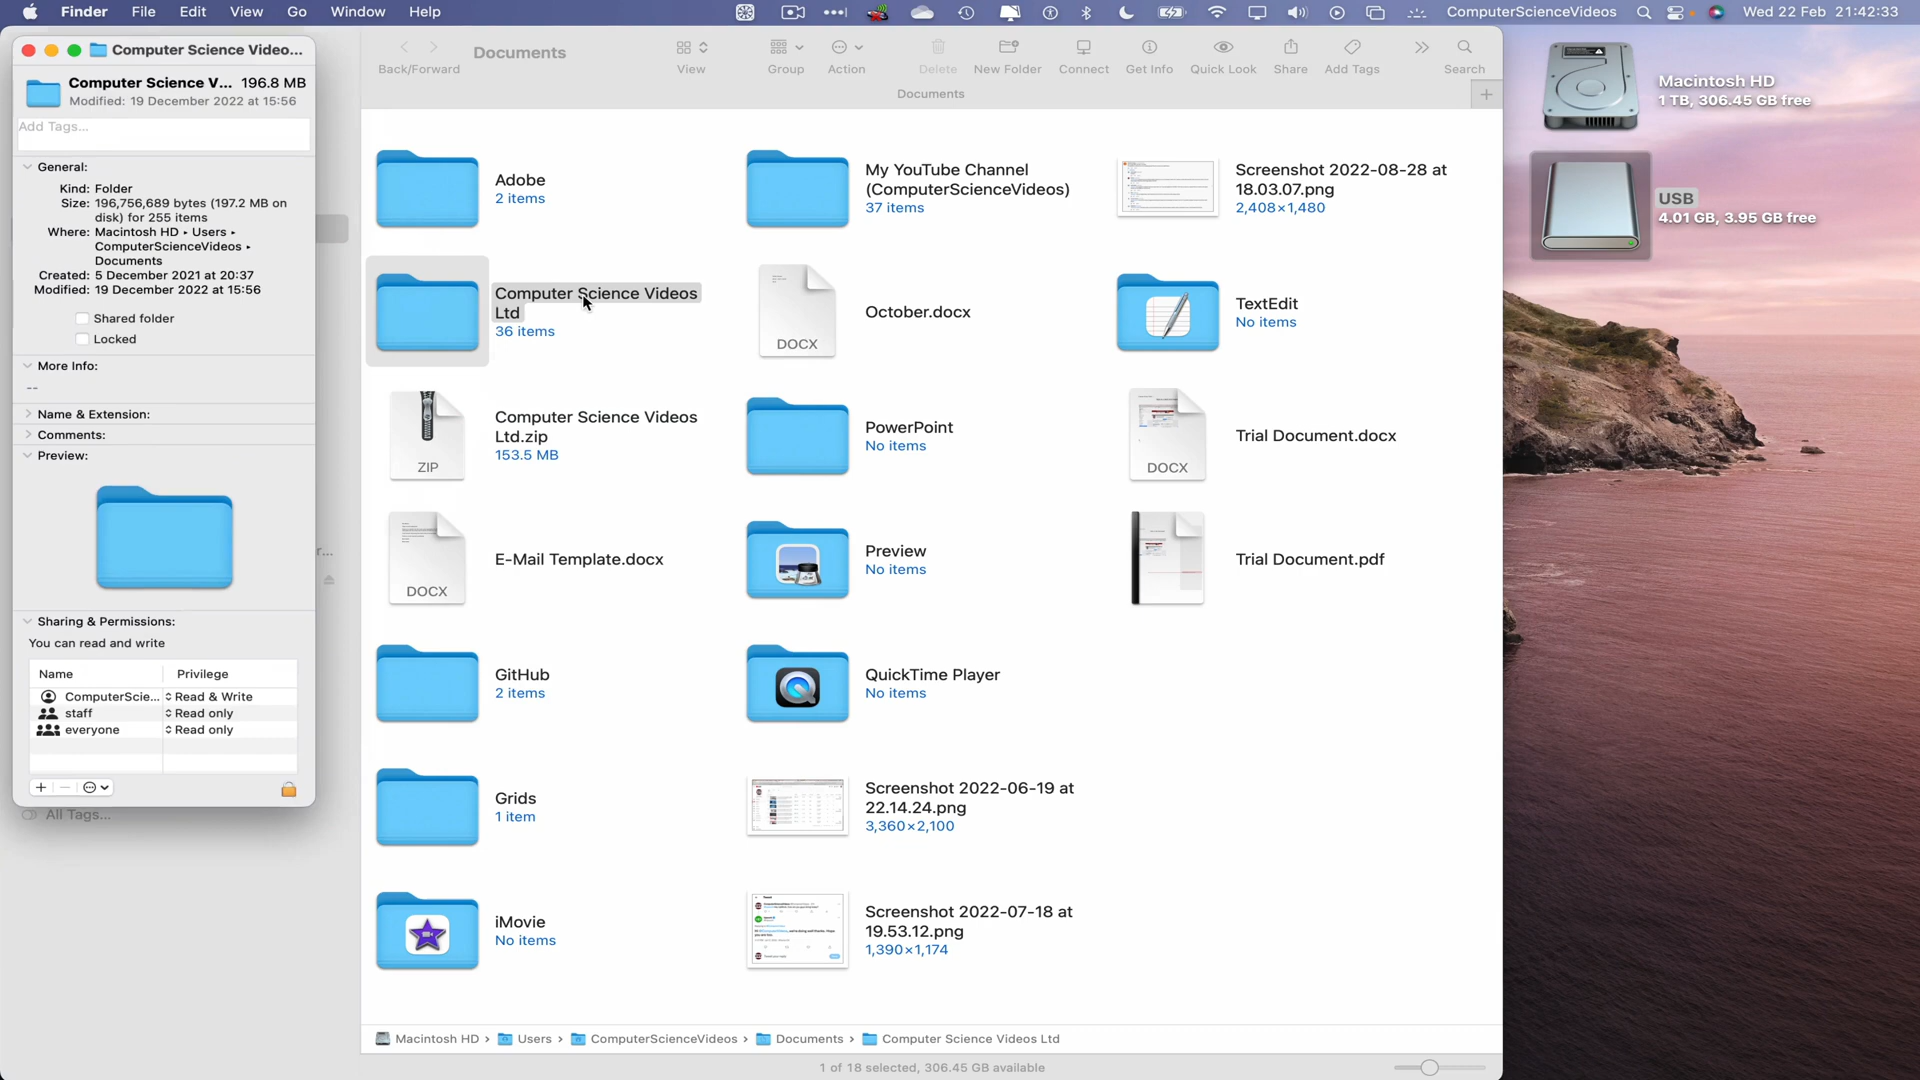 Finder File Edit View Go Window Help
ComputerScienceVideos
Wed 22 Feb 21:42:33
Computer Science Video...
Computer Science V... 196.8 MB
Modified: 19 December 2022 at 15:56
Add Tags...
General:
Kind: Folder
Size: 196,756,689 bytes (197.2 MB on
disk) for 255 items
Where: Macintosh HD ▸ Users ▸
ComputerScienceVideos ▸
Documents
Created: 5 December 2021 at 20:37
Modified: 19 December 2022 at 15:56
Shared folder
Locked
More Info:
--
Name & Extension:
Comments:
Preview:
Sharing & Permissions:
You can read and write
Name Privilege
ComputerScie... Read & Write
staff Read only
everyone Read only
All Tags...
r...
Back/Forward
Documents
View
Group
Action
Delete
New Folder
Connect
Get Info
Quick Look
Share
Add Tags
Search
Documents
Adobe
2 items
Computer Science Videos
Ltd
36 items
ZIP
Computer Science Videos
Ltd.zip
153.5 MB
DOCX
E-Mail Template.docx
GitHub
2 items
Grids
1 item
iMovie
No items
My YouTube Channel
(ComputerScienceVideos)
37 items
DOCX
October.docx
PowerPoint
No items
Preview
No items
QuickTime Player
No items
Screenshot 2022-06-19 at
22.14.24.png
3,360×2,100
Screenshot 2022-07-18 at
19.53.12.png
1,390×1,174
Screenshot 2022-08-28 at
18.03.07.png
2,408×1,480
TextEdit
No items
DOCX
Trial Document.docx
Trial Document.pdf
Macintosh HD › Users › ComputerScienceVideos › Documents › Computer Science Videos Ltd
1 of 18 selected, 306.45 GB available
Macintosh HD
1 TB, 306.45 GB free
USB
4.01 GB, 3.95 GB free